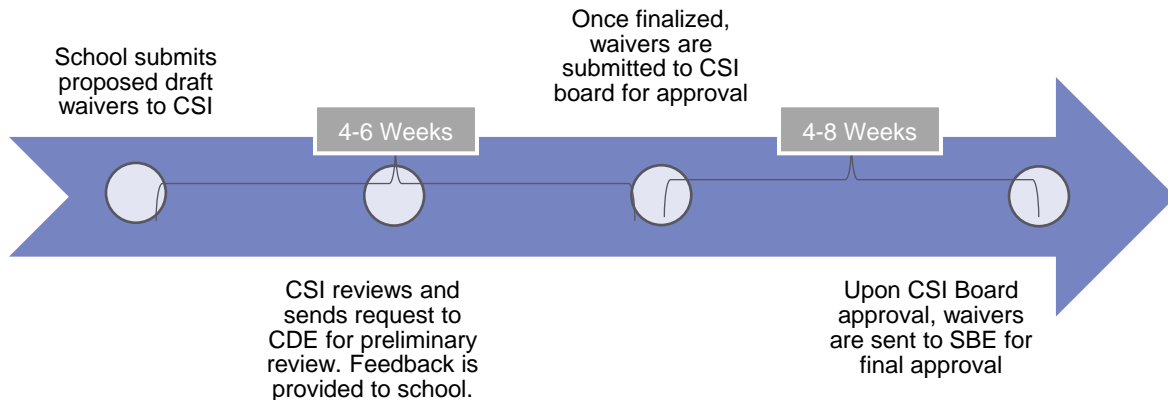 School submits
proposed draft
waivers to CSI
4-6 Weeks
CSI reviews and
sends request to
CDE for preliminary
review. Feedback is
provided to school.
Once finalized,
waivers are
submitted to CSI
board for approval
4-8 Weeks
Upon CSI Board
approval, waivers
are sent to SBE for
final approval